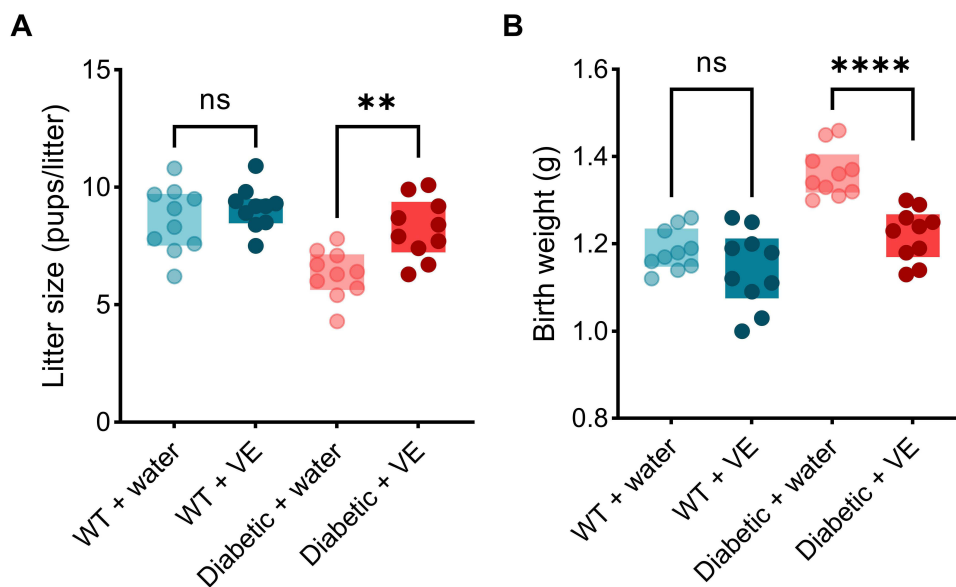 A
Litter size (pups/litter)
15
10
5
0
ns
**
WT + water
WT + VE
Diabetic + water
Diabetic + VE
B
Birth weight (g)
1.6
1.4
1.2
1.0
0.8
ns
****
WT + water
WT + VE
Diabetic + water
Diabetic + VE